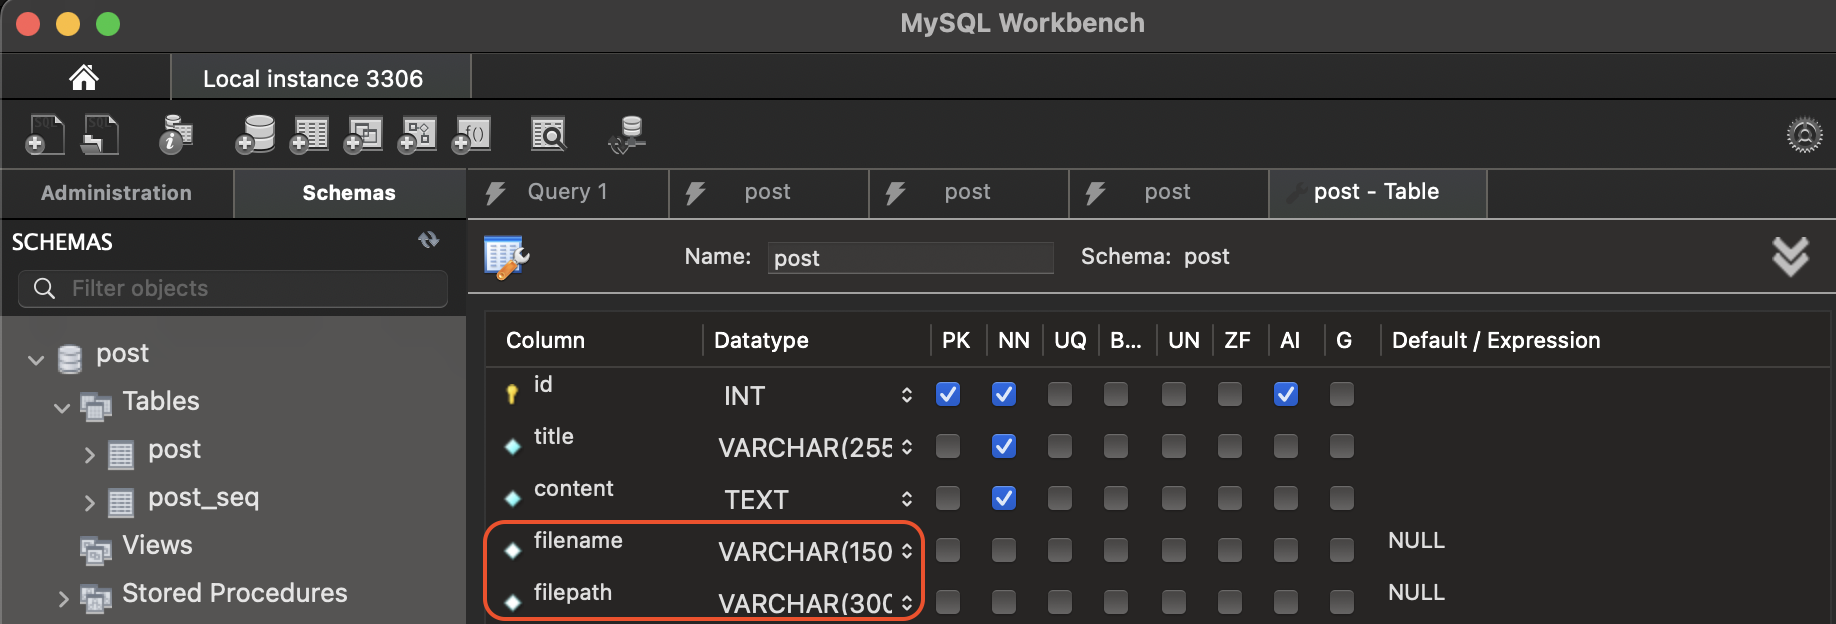 MySQL Workbench
Local instance 3306
Administration
Schemas
Query 1
post
post
post
post - Table
SCHEMAS
Filter objects
Name:
post
Schema: post
Column
Datatype
PK
NN
UQ
B...
UN
ZF
AI
G
Default / Expression
id
INT
title
VARCHAR(255
content
TEXT
filename
VARCHAR(150
NULL
filepath
VARCHAR(300
NULL
post
Tables
post
post_seq
Views
Stored Procedures